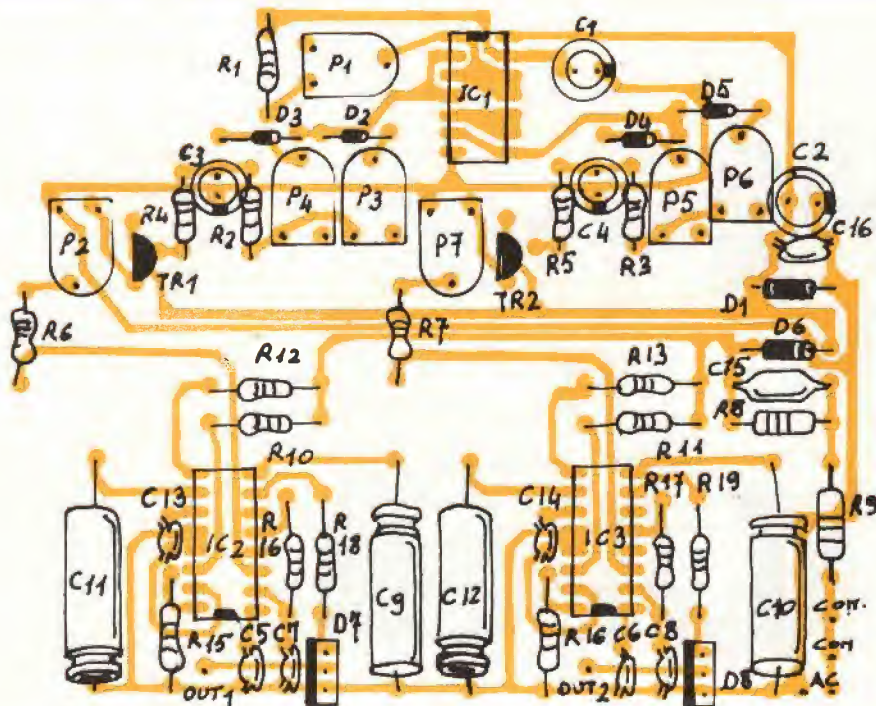 R1
P1
IC1
C1
D3
D2
D4
D5
C3
R4
R2
P4
P3
C4
P5
P6
C2
P2
TR1
P7
TR2
R5
R3
C16
D1
R6
R7
D6
R12
R13
C15
R8
R10
R11
C13
C14
R17
R19
R9
C11
IC2
R
16
R
18
C9
C12
IC3
C10
COM.
R15
C5
C7
D7
R16
C6
C8
D8
COM
OUT1
OUT2
AC